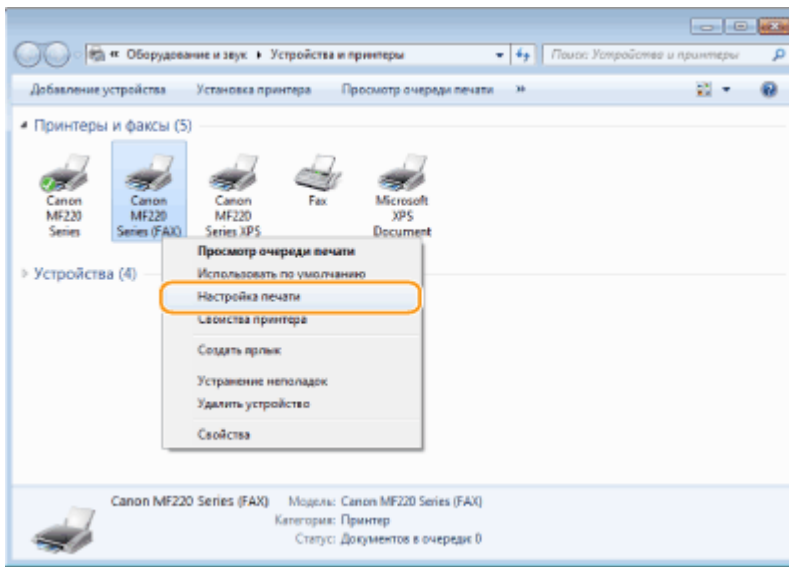 « Оборудование и звук ▸ Устройства и принтеры
Поиск: Устройства и принтеры
Добавление устройства Установка принтера Просмотр очереди печати »
Принтеры и факсы (5)
Canon MF220 Series
Canon MF220 Series (FAX)
Canon MF220 Series XPS
Fax
Microsoft XPS Document
Просмотр очереди печати
Использовать по умолчанию
Настройка печати
Свойства принтера
Создать ярлык
Устранение неполадок
Удалить устройство
Свойства
Устройства (4)
Canon MF220 Series (FAX) Модель: Canon MF220 Series (FAX)
Категория: Принтер
Статус: Документов в очереди: 0